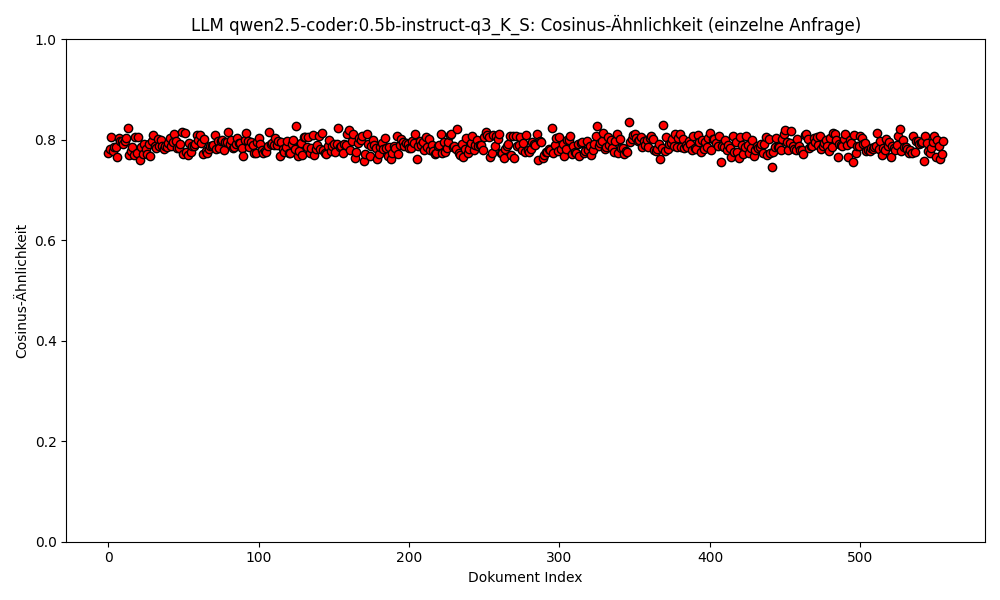 LLM qwen2.5-coder:0.5b-instruct-q3_K_S: Cosinus-Ähnlichkeit (einzelne Anfrage)
1.0
0.8
0.6
0.4
0.2
0.0
Cosinus-Ähnlichkeit
0 100 200 300 400 500
Dokument Index